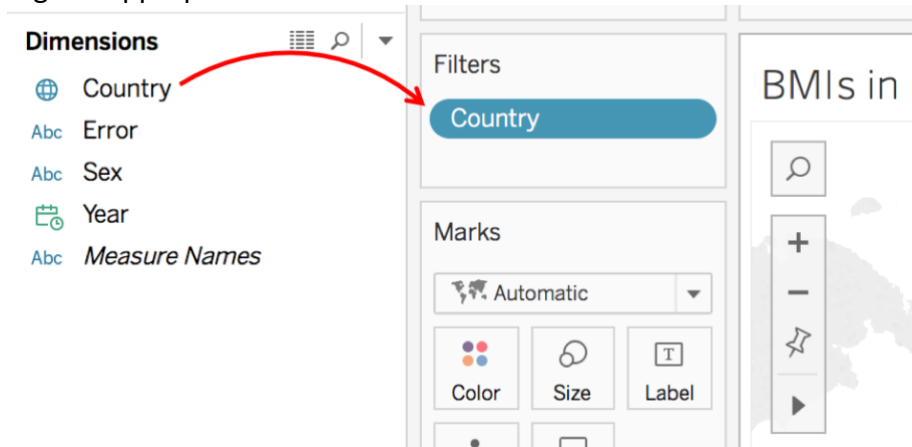 Dimensions
Country
Abc Error
Abc Sex
Year
Abc Measure Names
Filters
Country
Marks
Automatic
Color
Size
T
Label
BMIs in